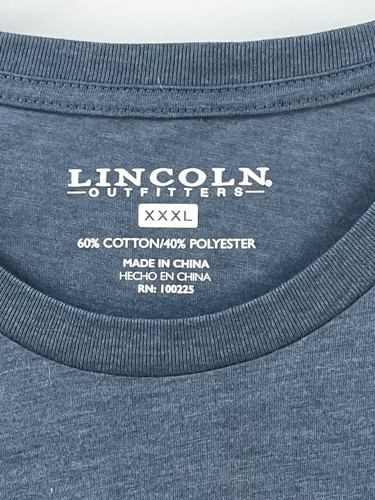 LINCOLN®
OUTFITTERS
XXXL
60% COTTON/40% POLYESTER
MADE IN CHINA
HECHO EN CHINA
RN: 100225